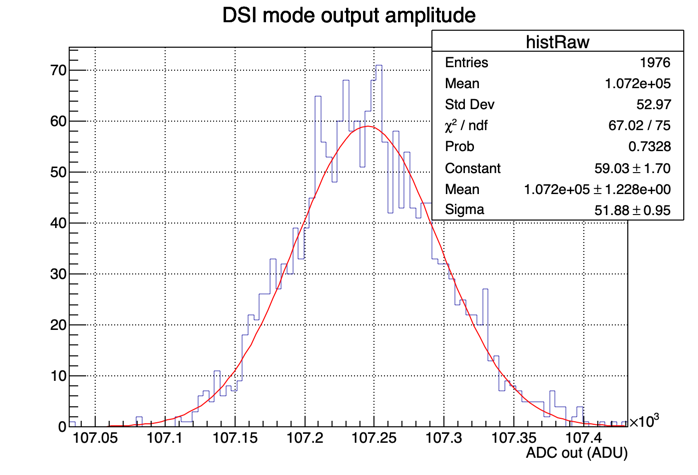 DSI mode output amplitude
histRaw
Entries 1976
Mean 1.072e+05
Std Dev 52.97
χ² / ndf 67.02 / 75
Prob 0.7328
Constant 59.03 ± 1.70
Mean 1.072e+05 ± 1.228e+00
Sigma 51.88 ± 0.95
70
60
50
40
30
20
10
0
107.05 107.1 107.15 107.2 107.25 107.3 107.35 107.4
×10³
ADC out (ADU)